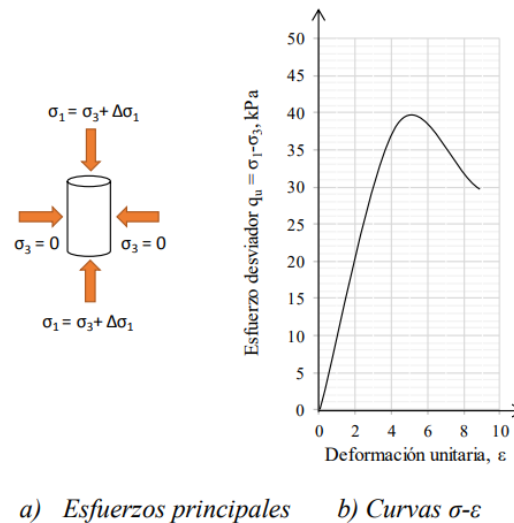 σ₁ = σ₃+ Δσ₁
σ₃ = 0
σ₃ = 0
σ₁ = σ₃+ Δσ₁
Esfuerzo desviador qᵤ = σ₁-σ₃, kPa
50
45
40
35
30
25
20
15
10
5
0
0 2 4 6 8 10
Deformación unitaria, ε
a) Esfuerzos principales b) Curvas σ-ε